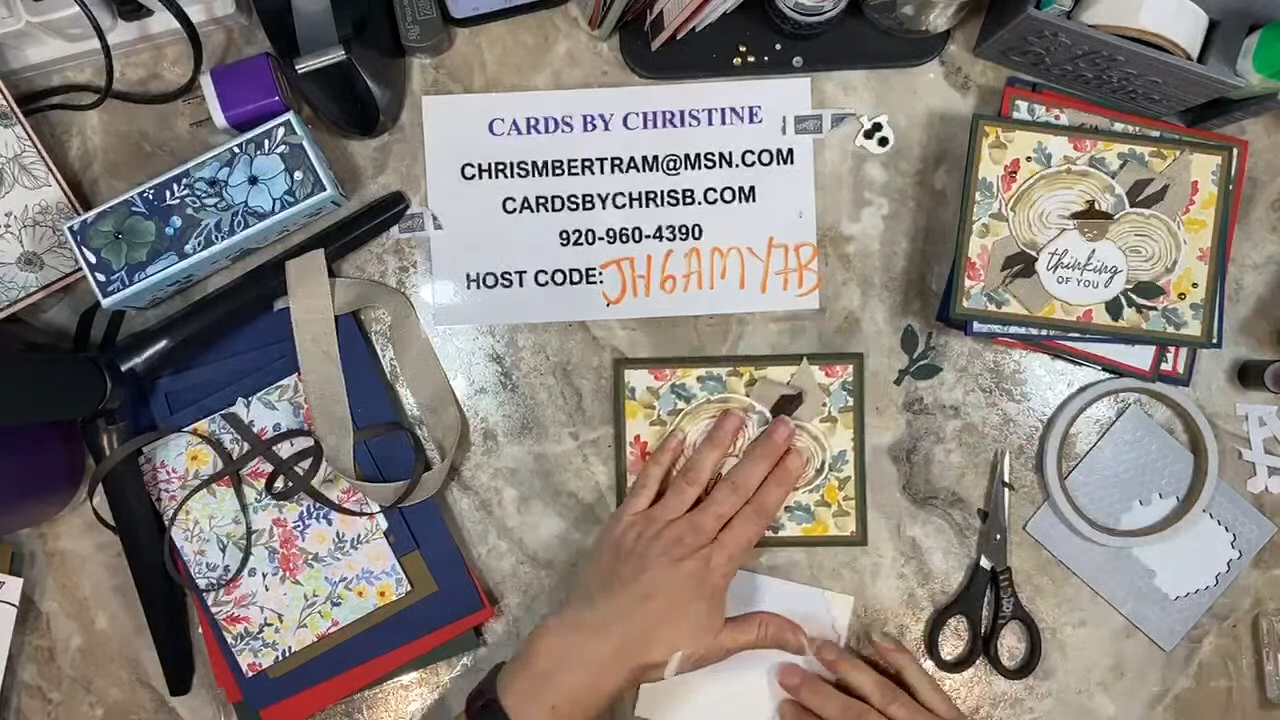 CARDS BY CHRISTINE
CHRISMBERTRAM@MSN.COM
CARDSBYCHRISB.COM
920-960-4390
HOST CODE: JH6AMY7B
thinking
OF YOU